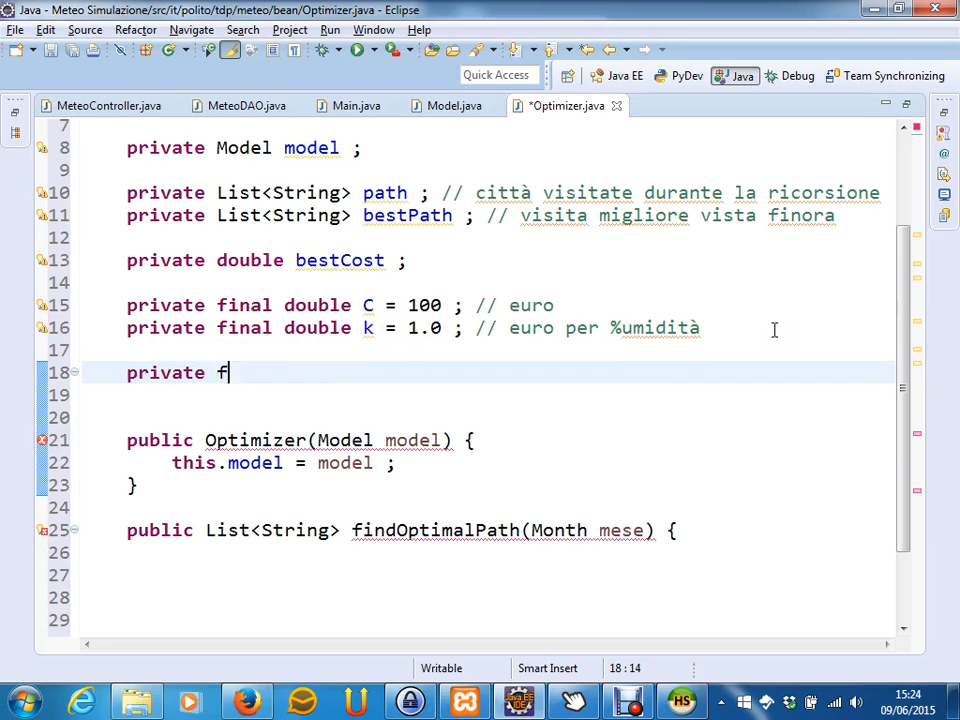 Java - Meteo Simulazione/src/it/polito/tdp/meteo/bean/Optimizer.java - Eclipse
File Edit Source Refactor Navigate Search Project Run Window Help
Quick Access Java EE PyDev Java Debug Team Synchronizing
MeteoController.java MeteoDAO.java Main.java Model.java *Optimizer.java
7
8 private Model model ;
9
10 private List<String> path ; // città visitate durante la ricorsione
11 private List<String> bestPath ; // visita migliore vista finora
12
13 private double bestCost ;
14
15 private final double C = 100 ; // euro
16 private final double k = 1.0 ; // euro per %umidità
17
18 private f
19
20
21 public Optimizer(Model model) {
22 this.model = model ;
23 }
24
25 public List<String> findOptimalPath(Month mese) {
26
27
28
29
Writable Smart Insert 18 : 14
15:24
09/06/2015